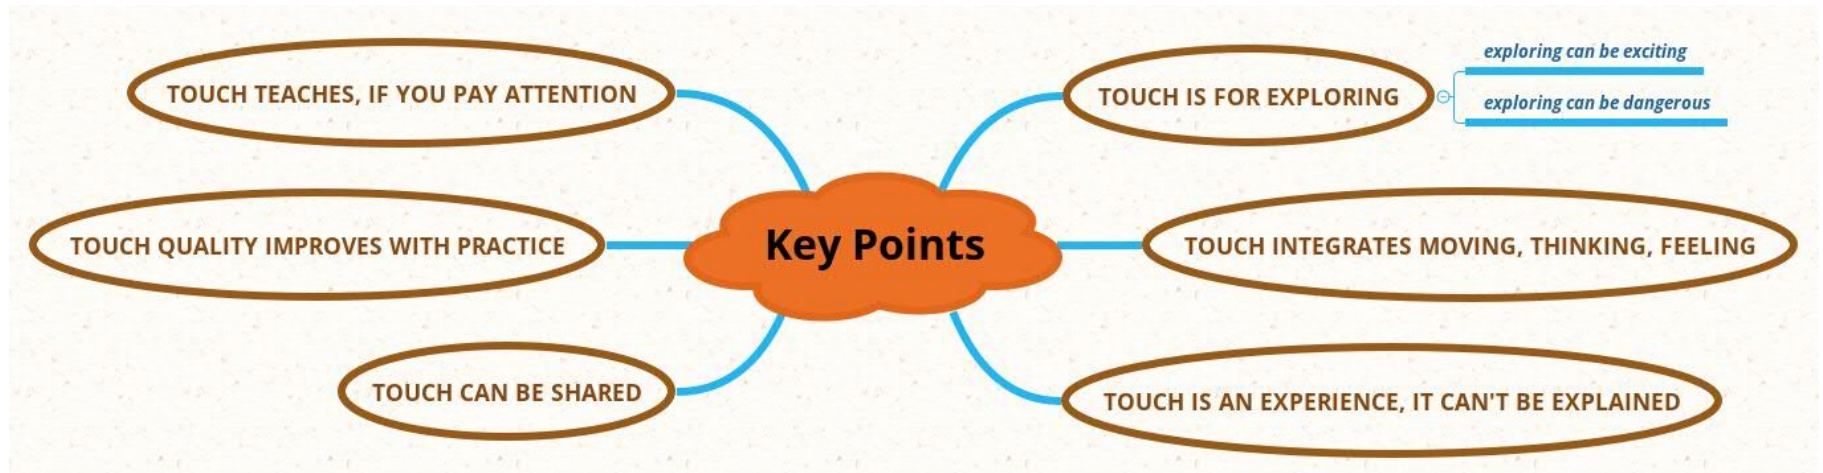 Key Points
TOUCH IS FOR EXPLORING
exploring can be exciting
exploring can be dangerous
TOUCH INTEGRATES MOVING, THINKING, FEELING
TOUCH IS AN EXPERIENCE, IT CAN'T BE EXPLAINED
TOUCH TEACHES, IF YOU PAY ATTENTION
TOUCH QUALITY IMPROVES WITH PRACTICE
TOUCH CAN BE SHARED